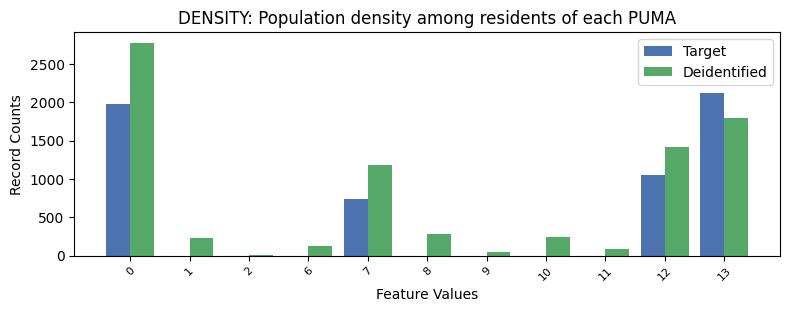 DENSITY: Population density among residents of each PUMA
Target
Deidentified
Record Counts
2500
2000
1500
1000
500
0
0 1 2 6 7 8 9 10 11 12 13
Feature Values